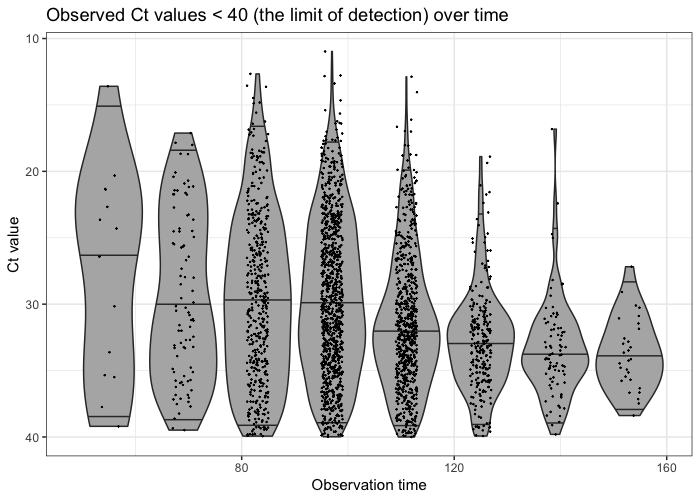 Observed Ct values < 40 (the limit of detection) over time
10
20
30
40
Ct value
80
120
160
Observation time